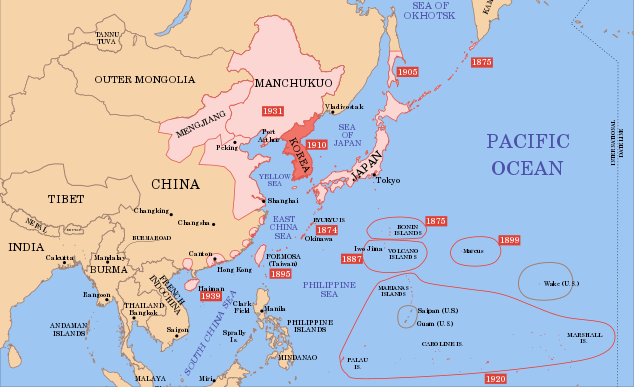 SEA OF
OKHOTSK
KAM
TANNU
TUVA
OUTER MONGOLIA
1875
1905
MANCHUKUO
1931
Vladivostak
MENGJIANG
Port
Arthur
SEA
OF
JAPAN
Peking
KOREA
1910
PACIFIC
OCEAN
INTERNATIONAL
DATE LINE
JAPAN
Tokyo
YELLOW
SEA
CHINA
TIBET
Shanghai
Chungking
Changsha
EAST
CHINA
SEA
RYUKYU IS.
1874
Okinawa
1875
BONIN
ISLANDS
NEPAL
BURMA ROAD
INDIA
Iwo Jima
1887
VOLCANO
ISLANDS
1899
Marcus
Calcutta
Mandalay
BURMA
Canton
Hong Kong
FORMOSA
(Taiwan)
1895
FRENCH
INDOCHINA
Hainan
1939
PHILIPPINE
SEA
MARIANAS
ISLANDS
Wake (U.S.)
Rangoon
THAILAND
Bangkok
Clark
Field
Manila
Saipan (U.S.)
Guam (U.S.)
ANDAMAN
ISLANDS
Saigon
SOUTH CHINA SEA
Sprally
Is.
PHILIPPINE
ISLANDS
MINDANAO
CAROLINE IS.
MARSHALL
IS.
PALAU
IS.
MALAYA
Miri
1920